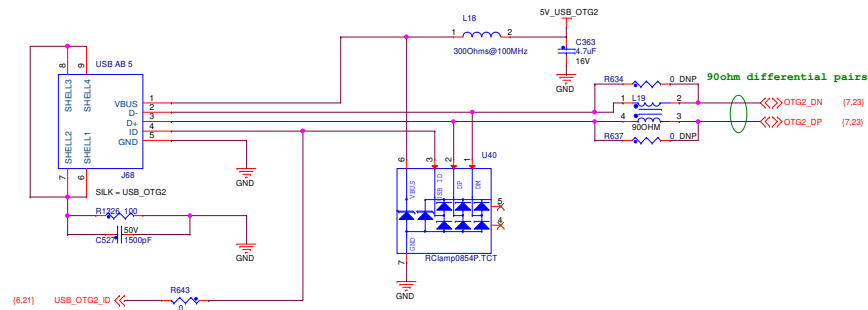 L18
5V_USB_OTG2
1
2
300Ohms@100MHz
C363
4.7uF
16V
GND
USB AB 5
8
9
SHELL3
SHELL4
SHELL2
SHELL1
VBUS
D-
D+
ID
GND
1
2
3
4
5
7
6
J68
SILK = USB_OTG2
GND
R1326 100
50V
C527 1500pF
GND
R634
0 DNP
90ohm differential pairs
L19
1
2
4
3
90OHM
R637
0 DNP
OTG2_DN {7,23}
OTG2_DP {7,23}
U40
6
3
2
1
VBUS
USB ID
DP
DM
5
4
GND
7
RClamp0854P.TCT
GND
{6,21} USB_OTG2_ID
R643
0